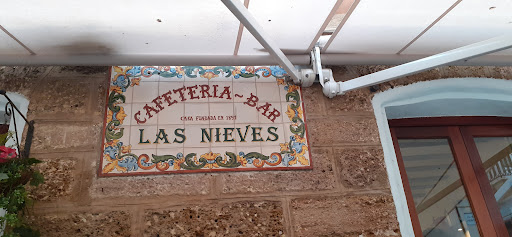 CAFETERIA-BAR
CASA FUNDADA EN
LAS NIEVES